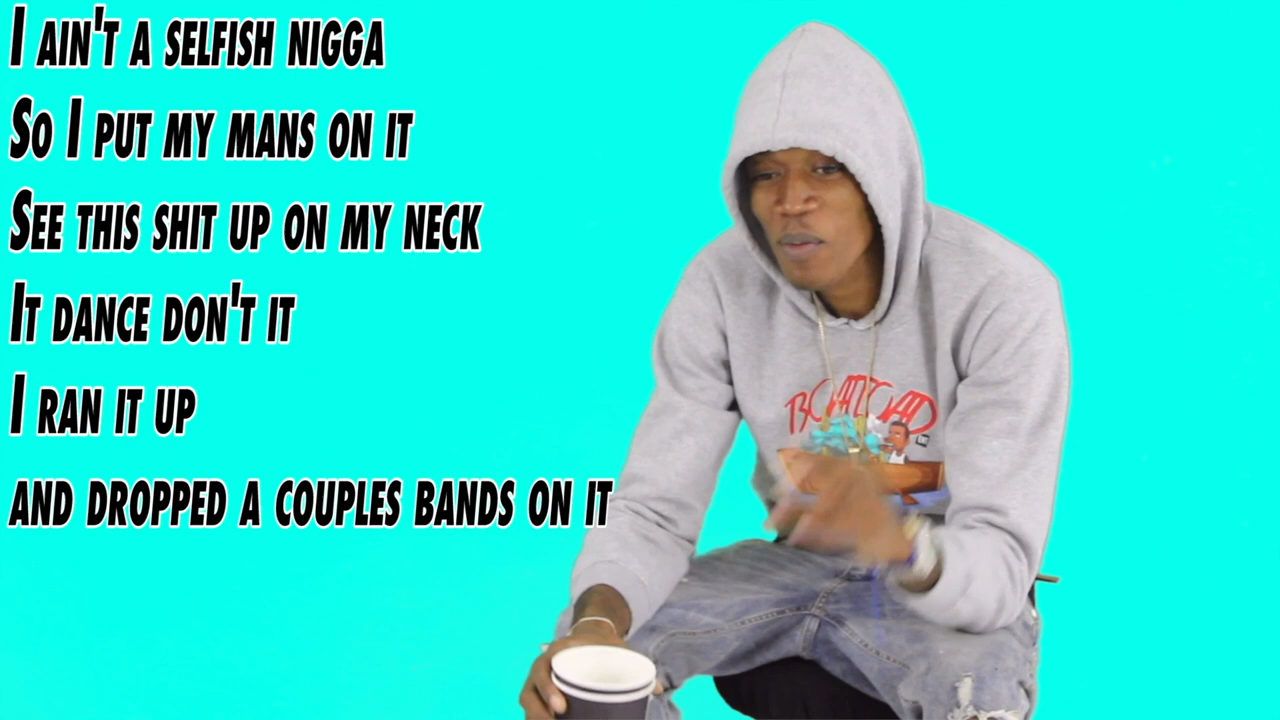 I AIN'T A SELFISH NIGGA
SO I PUT MY MANS ON IT
SEE THIS SHIT UP ON MY NECK
IT DANCE DON'T IT
I RAN IT UP
AND DROPPED A COUPLES BANDS ON IT